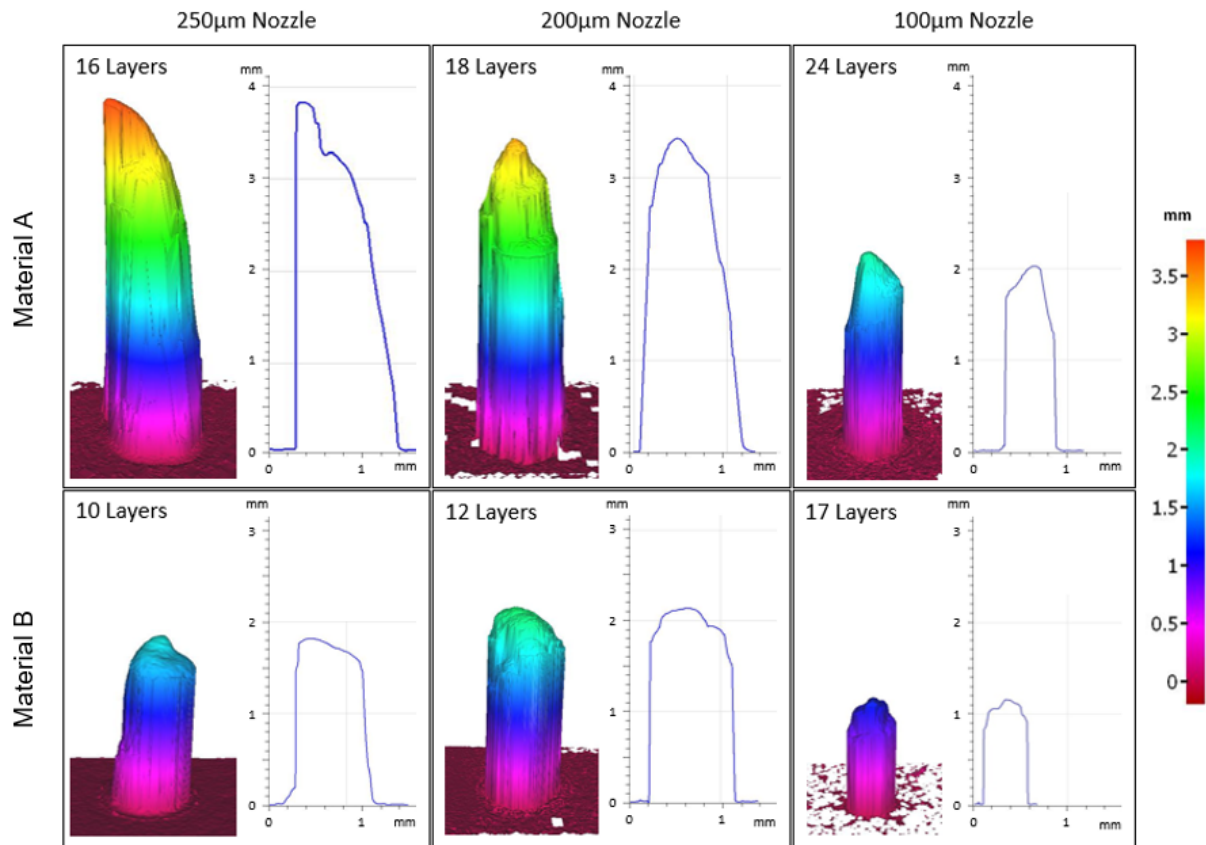 250µm Nozzle 200µm Nozzle 100µm Nozzle
Material A
16 Layers
mm
4
3
2
1
0
0 1 mm
18 Layers
mm
4
3
2
1
0
0 1 mm
24 Layers
mm
4
3
2
1
0
0 1 mm
Material B
10 Layers
mm
3
2
1
0
0 1 mm
12 Layers
mm
3
2
1
0
0 1 mm
17 Layers
mm
3
2
1
0
0 1 mm
mm
3.5
3
2.5
2
1.5
1
0.5
0